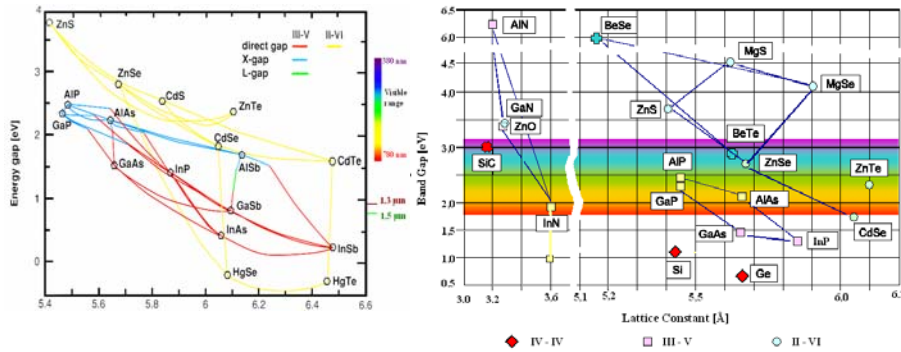 III-V II-VI
direct gap
X-gap
L-gap
ZnS
ZnSe
CdS
ZnTe
AlP
GaP
AlAs
CdSe
CdTe
AlSb
GaAs
InP
GaSb
InAs
InSb
HgSe
HgTe
Energy gap [eV]
4
3
2
1
0
5.4 5.6 5.8 6 6.2 6.4 6.6
380 nm
Visible
range
780 nm
1,3 µm
1,5 µm
Band Gap [eV]
6.5
6.0
5.5
4.5
4.0
3.5
3.0
2.5
2.0
1.5
1.0
0.5
AlN
BeSe
MgS
MgSe
GaN
ZnO
ZnS
BeTe
SiC
AlP
ZnSe
ZnTe
GaP
AlAs
InN
GaAs
InP
CdSe
Si
Ge
3.0 3.2 3.6 5.1 5.7 6.0
Lattice Constant [Å]
IV - IV III - V II - VI